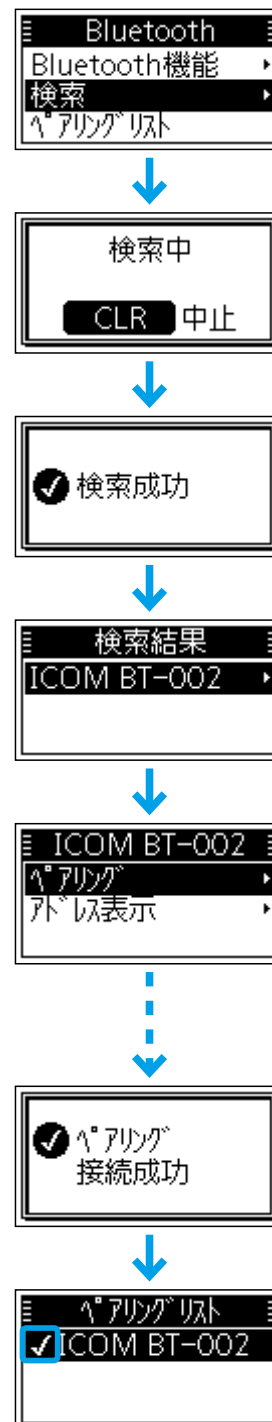 Bluetooth
Bluetooth機能
検索
ﾍﾟｱﾘﾝｸﾞﾘｽﾄ
検索中
CLR 中止
検索成功
検索結果
ICOM BT-002
ICOM BT-002
ﾍﾟｱﾘﾝｸﾞ
ｱﾄﾞﾚｽ表示
ﾍﾟｱﾘﾝｸﾞ
接続成功
ﾍﾟｱﾘﾝｸﾞﾘｽﾄ
ICOM BT-002